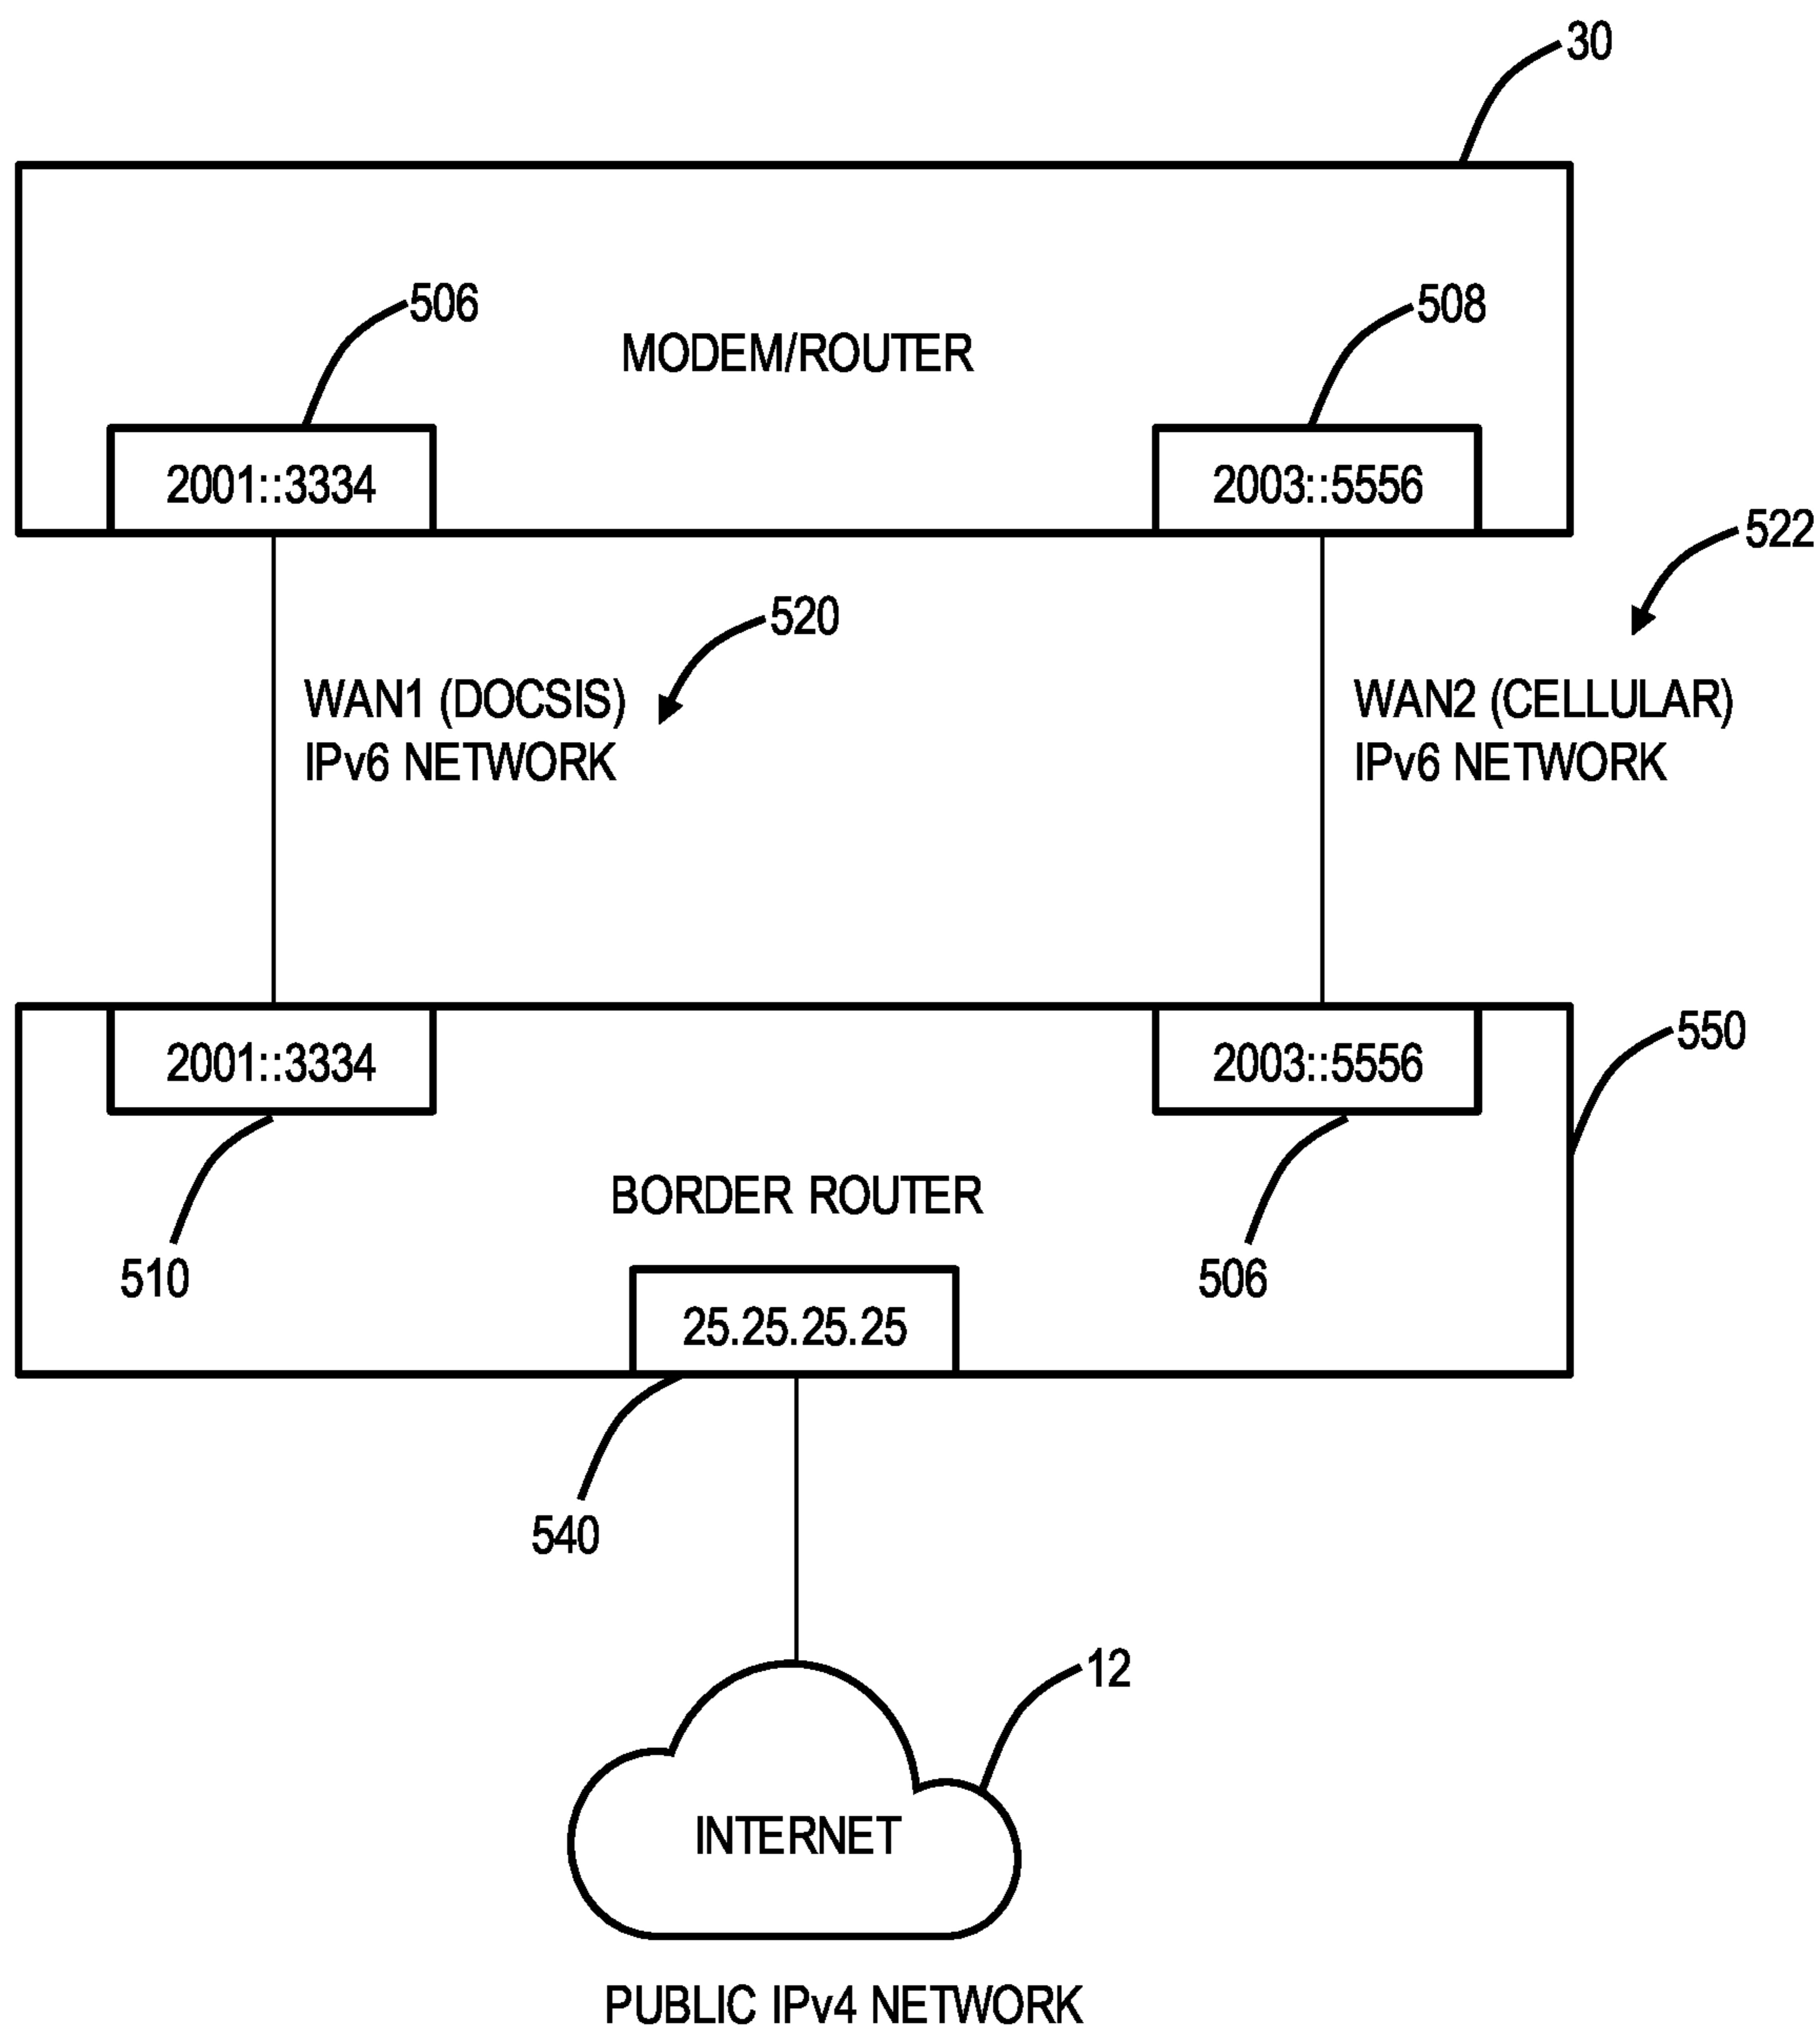 30
506
508
MODEM/ROUTER
2001::3334
2003::5556
522
520
WAN1 (DOCSIS)
IPv6 NETWORK
WAN2 (CELLULAR)
IPv6 NETWORK
550
2001::3334
2003::5556
BORDER ROUTER
510
506
25.25.25.25
540
12
INTERNET
PUBLIC IPv4 NETWORK